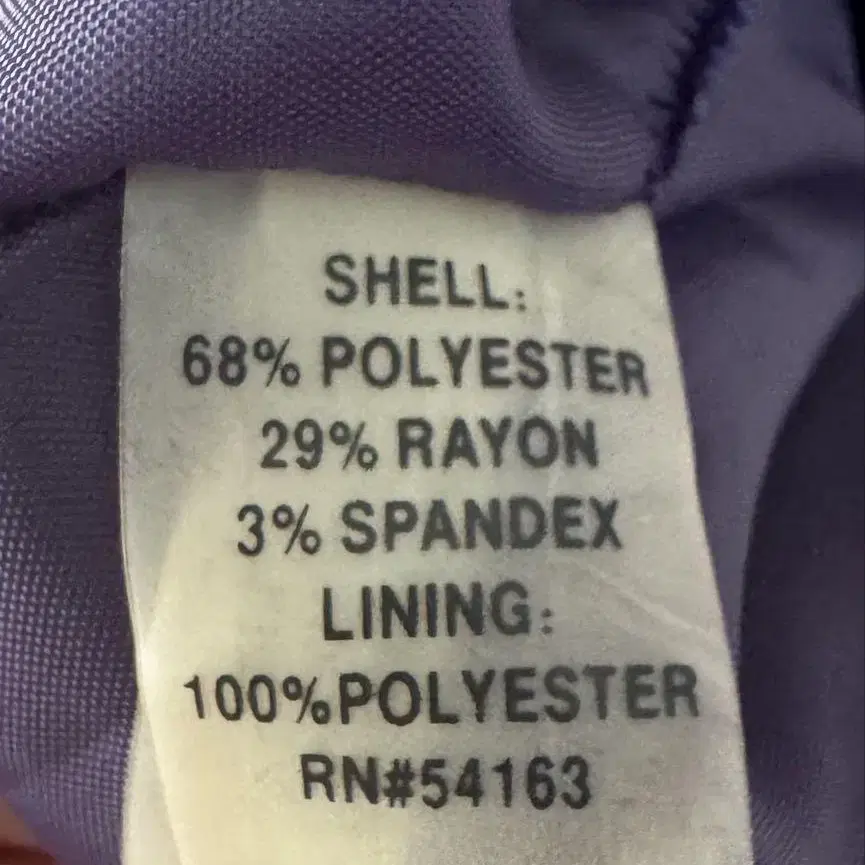 SHELL:
68% POLYESTER
29% RAYON
3% SPANDEX
LINING:
100%POLYESTER
RN#54163